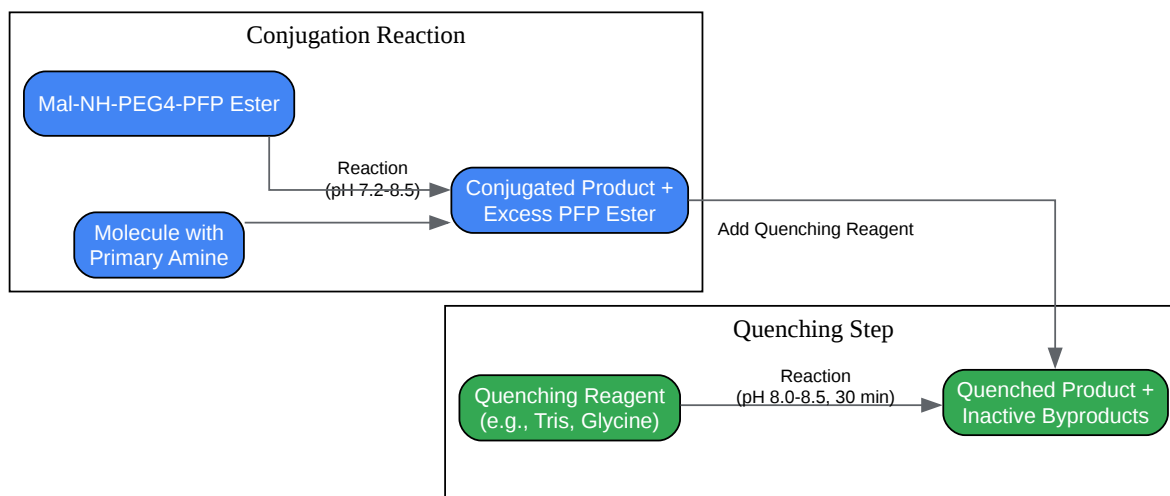 Conjugation Reaction
Mal-NH-PEG4-PFP Ester
Reaction
(pH 7.2-8.5)
Conjugated Product +
Excess PFP Ester
Molecule with
Primary Amine
Add Quenching Reagent
Quenching Step
Quenching Reagent
(e.g., Tris, Glycine)
Reaction
(pH 8.0-8.5, 30 min)
Quenched Product +
Inactive Byproducts